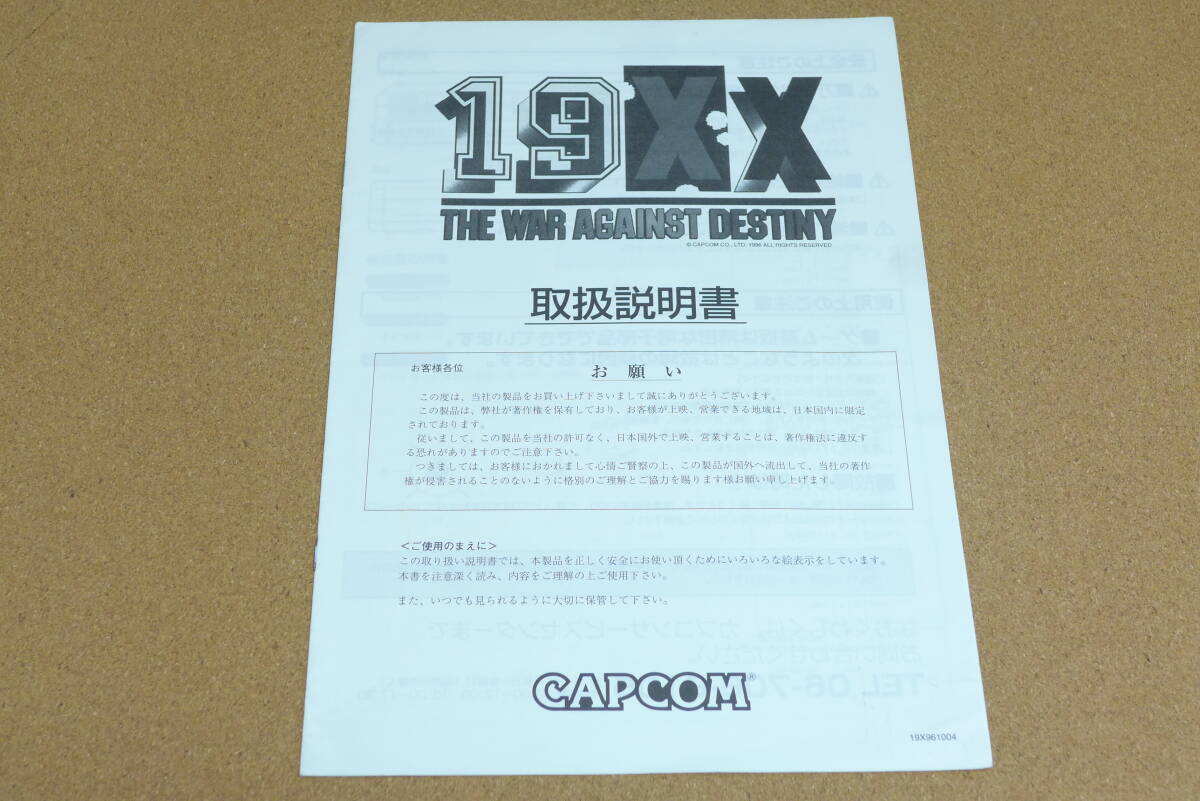 19XX
THE WAR AGAINST DESTINY
© CAPCOM CO., LTD. 1996 ALL RIGHTS RESERVED
取扱説明書
お客様各位
お願い
この度は、当社の製品をお買い上げ下さいまして誠にありがとうございます。
この製品は、弊社が著作権を保有しており、お客様が上映、営業できる地域は、日本国内に限定
されております。
従いまして、この製品を当社の許可なく、日本国外で上映、営業することは、著作権法に違反す
る恐れがありますのでご注意下さい。
つきましては、お客様におかれまして心情ご賢察の上、この製品が国外へ流出して、当社の著作
権が侵害されることのないように格別のご理解とご協力を賜ります様お願い申し上げます。
＜ご使用のまえに＞
この取り扱い説明書では、本製品を正しく安全にお使い頂くためにいろいろな絵表示をしています。
本書を注意深く読み、内容をご理解の上ご使用下さい。
また、いつでも見られるように大切に保管して下さい。
CAPCOM®
19X961004